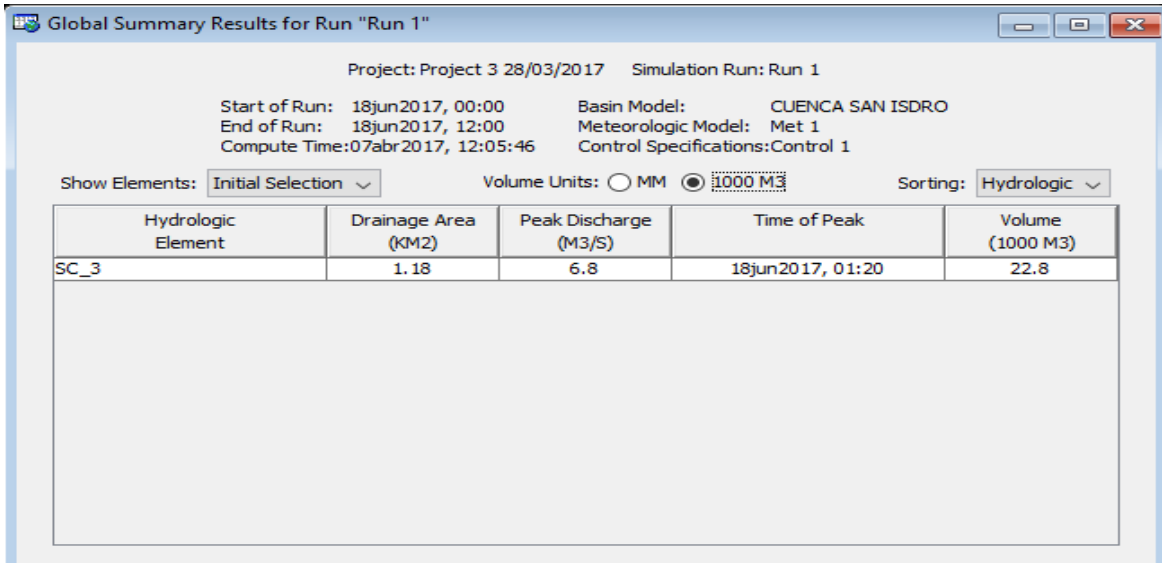 Global Summary Results for Run "Run 1"
Project: Project 3 28/03/2017 Simulation Run: Run 1
Start of Run: 18jun2017, 00:00 Basin Model: CUENCA SAN ISDRO
End of Run: 18jun2017, 12:00 Meteorologic Model: Met 1
Compute Time:07abr2017, 12:05:46 Control Specifications:Control 1
Show Elements: Initial Selection Volume Units: MM 1000 M3 Sorting: Hydrologic
Hydrologic Drainage Area Peak Discharge Time of Peak Volume
Element (KM2) (M3/S) (1000 M3)
SC_3 1.18 6.8 18jun2017, 01:20 22.8